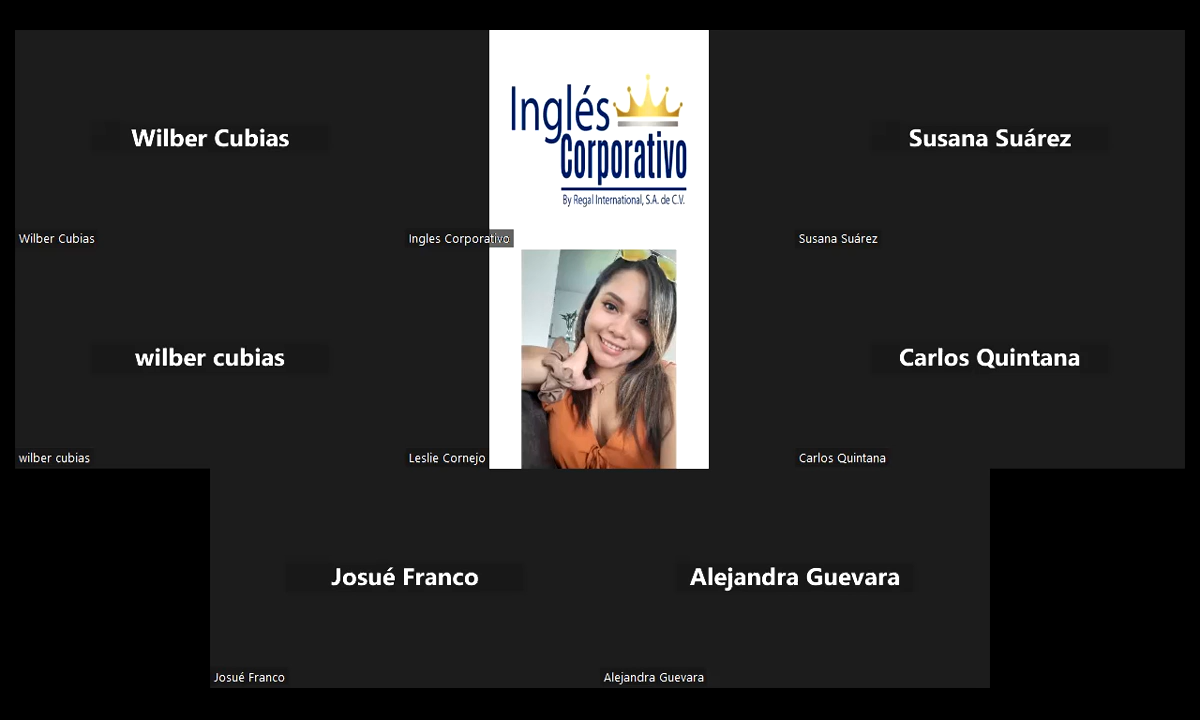 Wilber Cubias
Wilber Cubias
Inglés
Corporativo
By Regal International, S.A. de C.V.
Ingles Corporativo
Susana Suárez
Susana Suárez
wilber cubias
wilber cubias
Leslie Cornejo
Carlos Quintana
Carlos Quintana
Josué Franco
Josué Franco
Alejandra Guevara
Alejandra Guevara